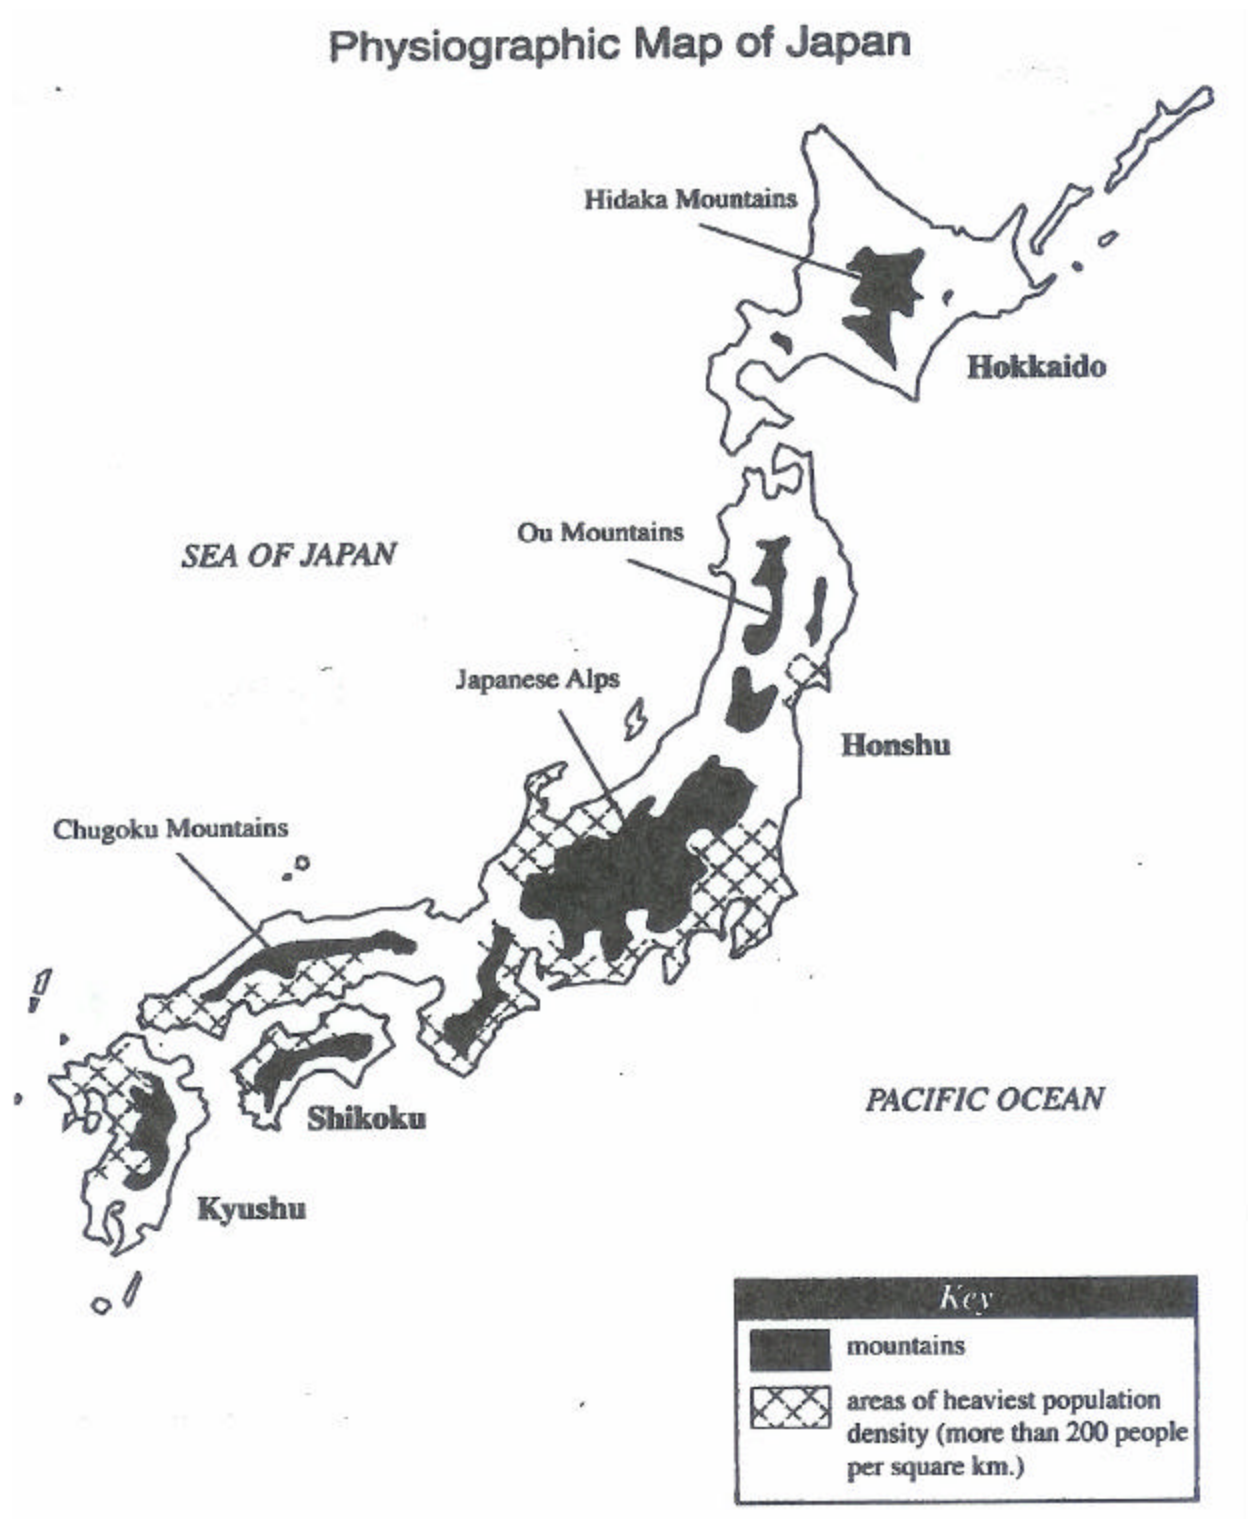 Physiographic Map of Japan
Hidaka Mountains
Hokkaido
Ou Mountains
SEA OF JAPAN
Japanese Alps
Honshu
Chugoku Mountains
PACIFIC OCEAN
Shikoku
Kyushu
Key
mountains
areas of heaviest population
density (more than 200 people
per square km.)